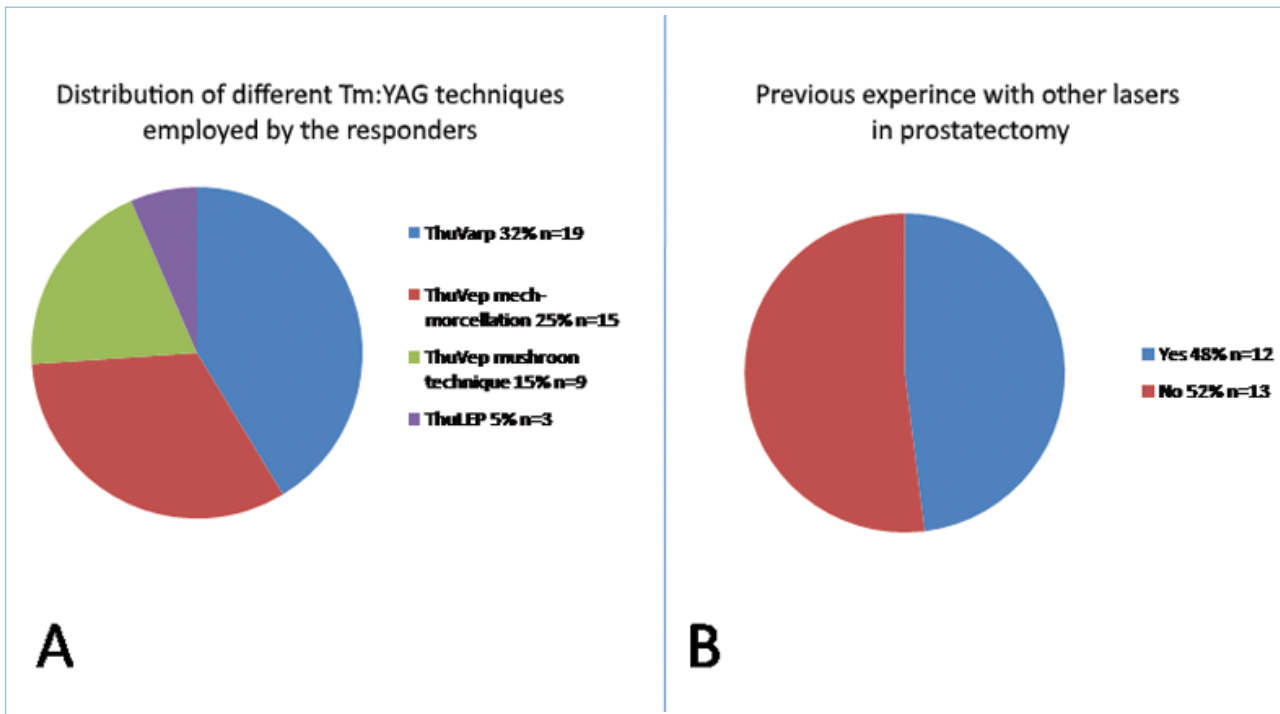 Distribution of different Tm:YAG techniques
employed by the responders
ThuVarp 32% n=19
ThuVep mech-
morcellation 25% n=15
ThuVep mushroon
technique 15% n=9
ThuLEP 5% n=3
A
Previous experince with other lasers
in prostatectomy
Yes 48% n=12
No 52% n=13
B